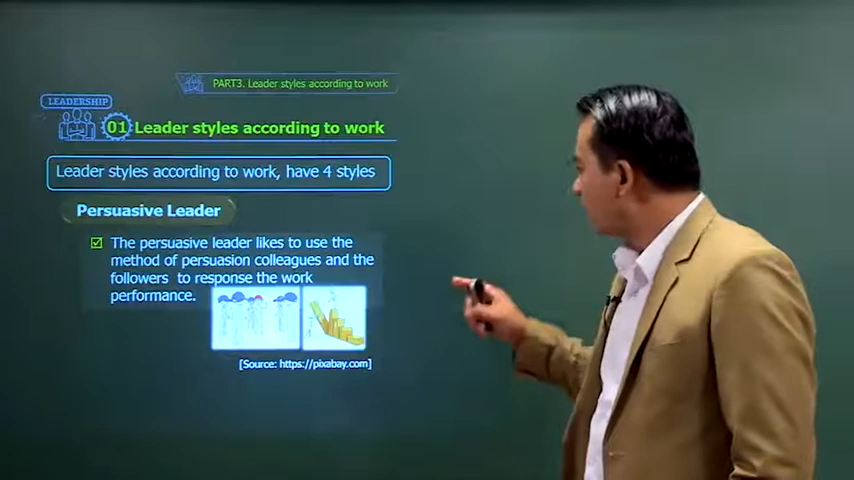 PART3. Leader styles according to work
LEADERSHIP
01 Leader styles according to work
Leader styles according to work, have 4 styles
Persuasive Leader
The persuasive leader likes to use the
method of persuasion colleagues and the
followers to response the work
performance.
[Source: https://pixabay.com]